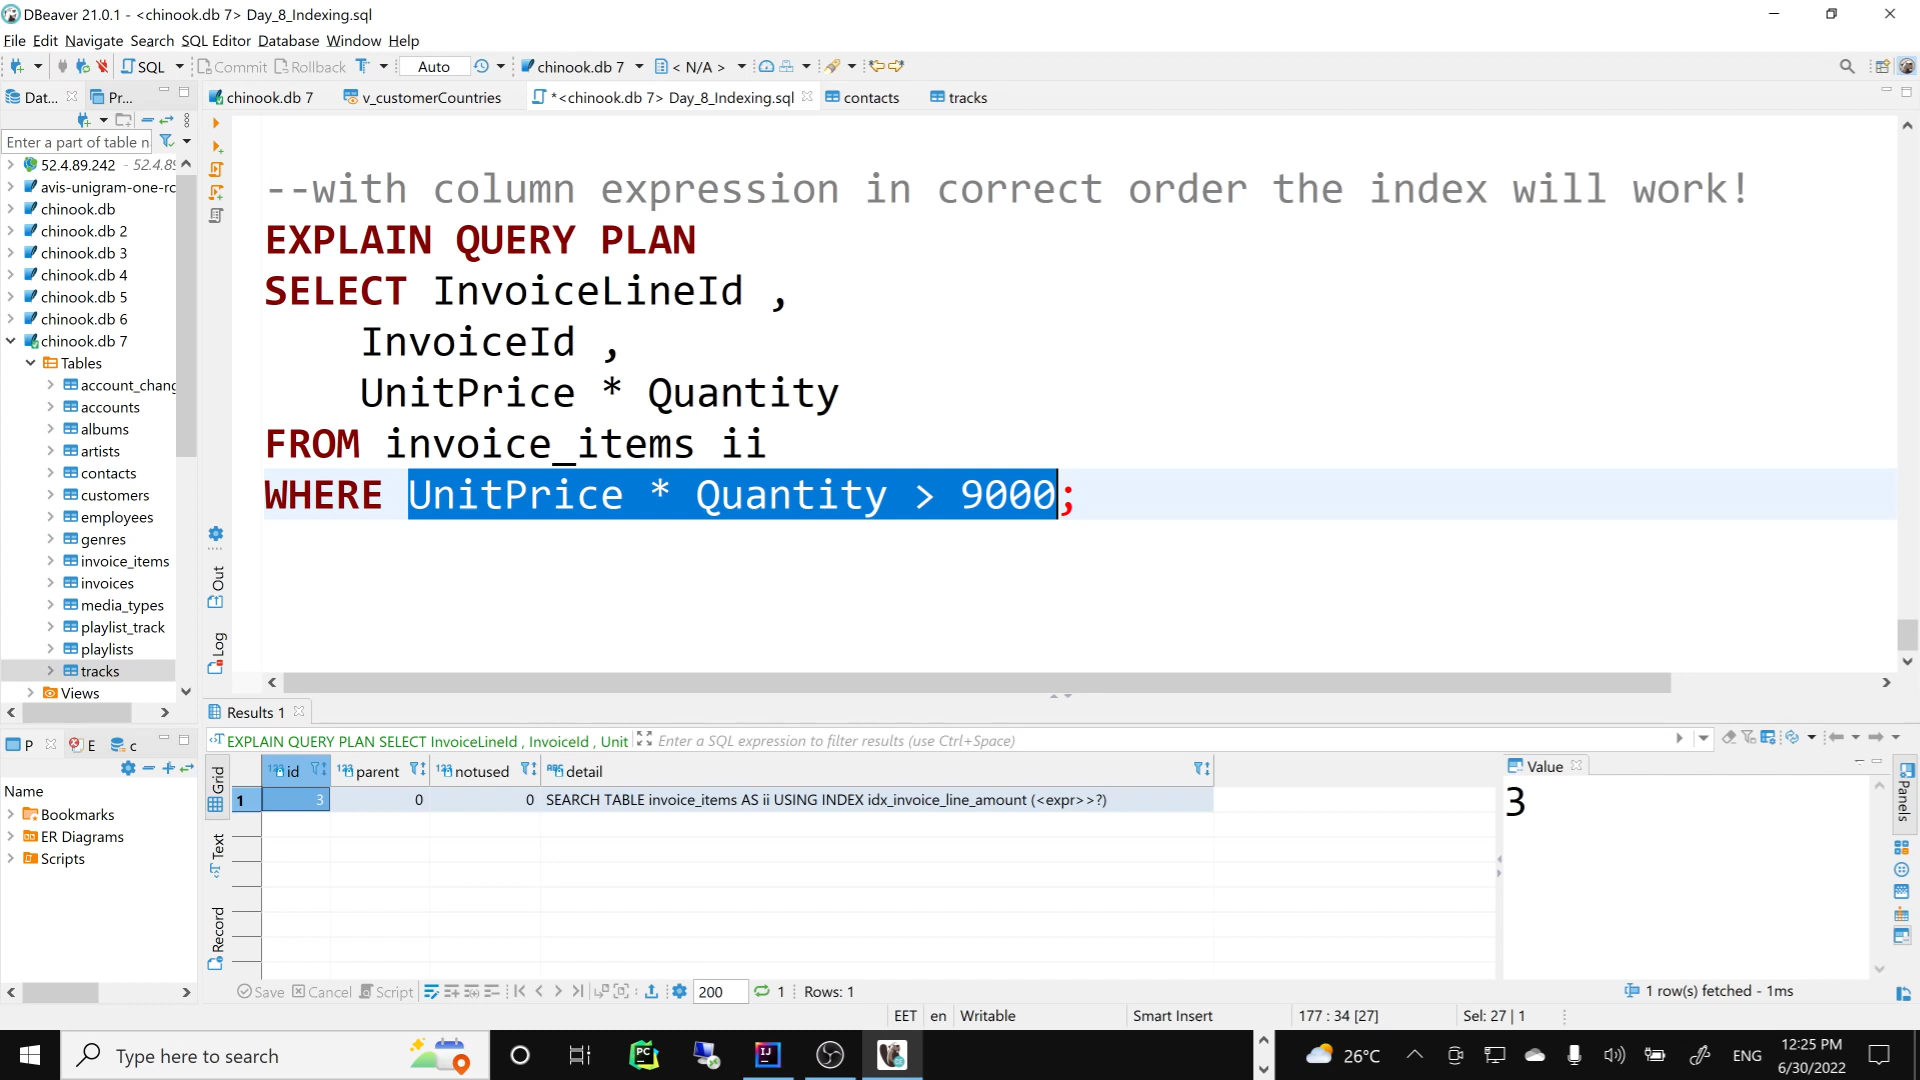 DBeaver 21.0.1 - <chinook.db 7> Day_8_Indexing.sql
File Edit Navigate Search SQL Editor Database Window Help
SQL Commit Rollback Auto chinook.db 7 < N/A >
Dat... Pr... chinook.db 7 v_customerCountries *<chinook.db 7> Day_8_Indexing.sql contacts tracks
Enter a part of table n
52.4.89.242 - 52.4.89
avis-unigram-one-rc
chinook.db
chinook.db 2
chinook.db 3
chinook.db 4
chinook.db 5
chinook.db 6
chinook.db 7
Tables
account_chang
accounts
albums
artists
contacts
customers
employees
genres
invoice_items
invoices
media_types
playlist_track
playlists
tracks
Views
--with column expression in correct order the index will work!
EXPLAIN QUERY PLAN
SELECT InvoiceLineId ,
InvoiceId ,
UnitPrice * Quantity
FROM invoice_items ii
WHERE UnitPrice * Quantity > 9000;
Out
Log
P E c
Name
Bookmarks
ER Diagrams
Scripts
Results 1
EXPLAIN QUERY PLAN SELECT InvoiceLineId , InvoiceId , Unit Enter a SQL expression to filter results (use Ctrl+Space)
Grid
Text
Record
id parent notused detail
1 3 0 0 SEARCH TABLE invoice_items AS ii USING INDEX idx_invoice_line_amount (<expr>>?)
Value
3
Panels
Save Cancel Script 200 1 Rows: 1 1 row(s) fetched - 1ms
EET en Writable Smart Insert 177 : 34 [27] Sel: 27 | 1
Type here to search 26°C ENG 12:25 PM
6/30/2022